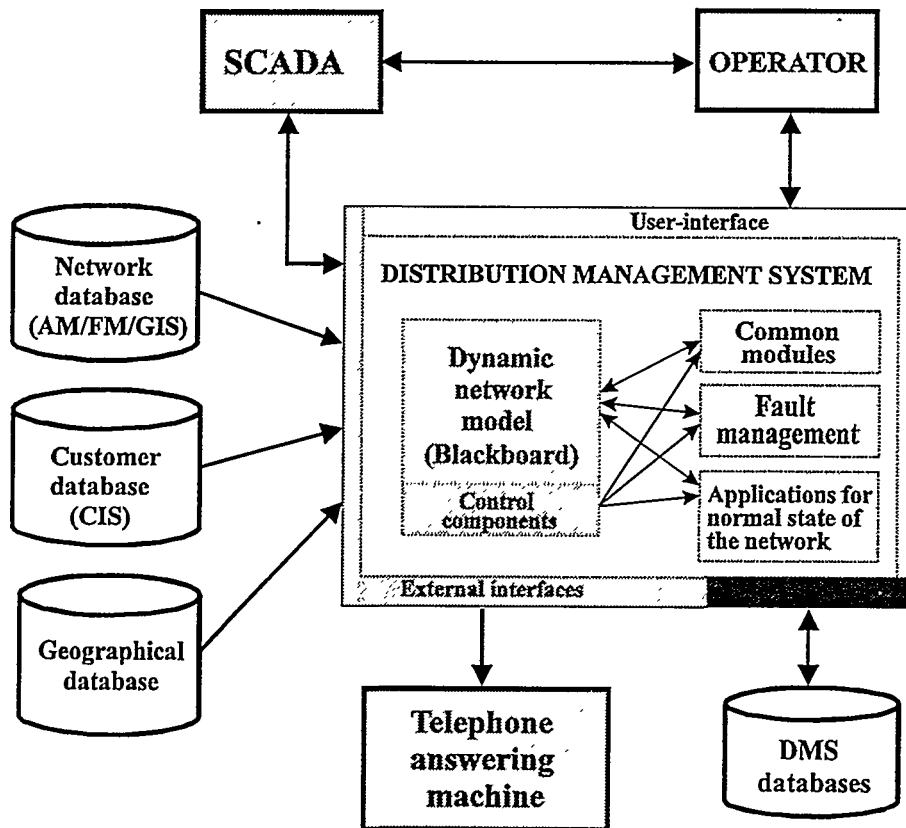 SCADA
OPERATOR
User-interface
DISTRIBUTION MANAGEMENT SYSTEM
Network
database
(AM/FM/GIS)
Dynamic
network
model
(Blackboard)
Control
components
Common
modules
Fault
management
Applications for
normal state of
the network
Customer
database
(CIS)
External interfaces
Geographical
database
Telephone
answering
machine
DMS
databases